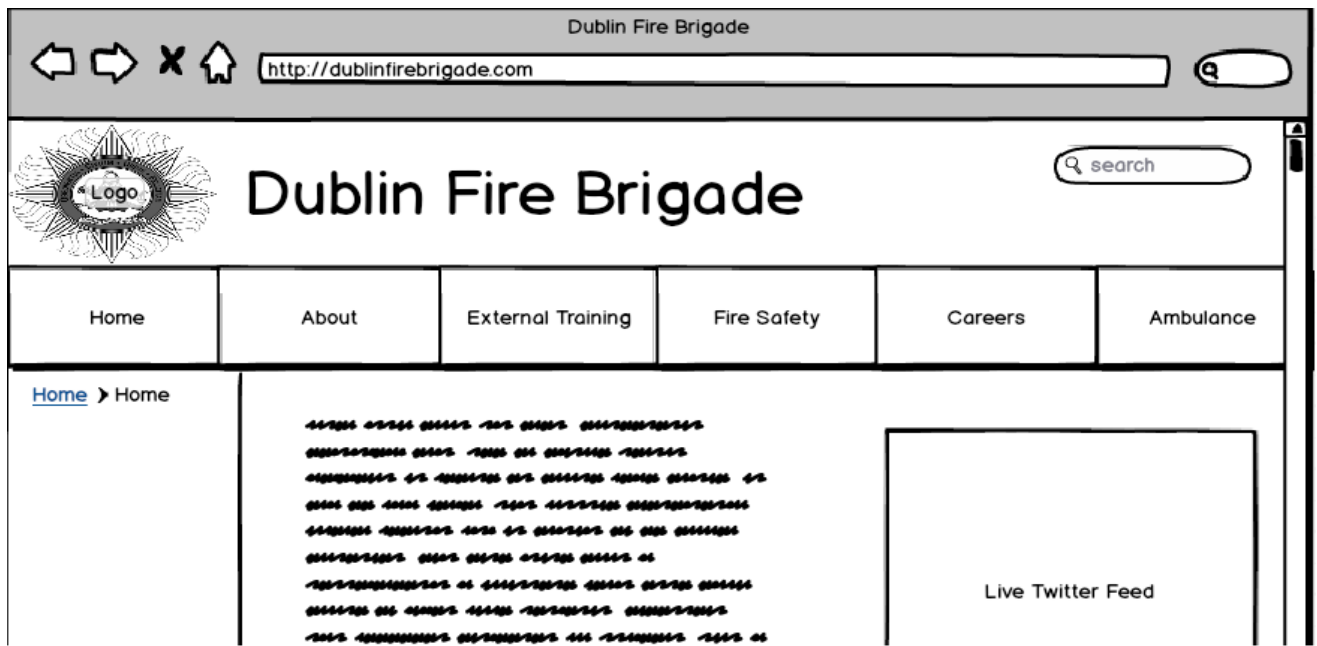 Dublin Fire Brigade
http://dublinfirebrigade.com
Logo
Dublin Fire Brigade
search
Home
About
External Training
Fire Safety
Careers
Ambulance
Home > Home
Live Twitter Feed